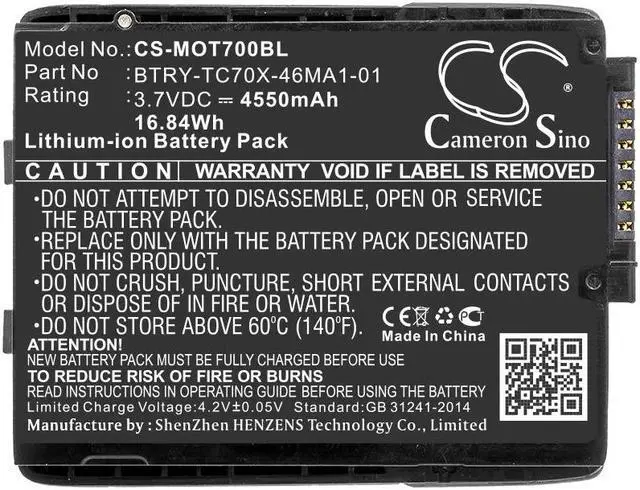 Model No: CS-MOT700BL
Part No : BTRY-TC70X-46MA1-01
Rating : 3.7VDC ⎓ 4550mAh
16.84Wh
Lithium-ion Battery Pack
CS
Cameron Sino
CAUTION: WARRANTY VOID IF LABEL IS REMOVED
•DO NOT ATTEMPT TO DISASSEMBLE, OPEN OR SERVICE
THE BATTERY PACK.
•REPLACE ONLY WITH THE BATTERY PACK DESIGNATED
FOR THIS PRODUCT.
•DO NOT CRUSH, PUNCTURE, SHORT EXTERNAL CONTACTS
OR DISPOSE OF IN FIRE OR WATER.
•DO NOT STORE ABOVE 60°C (140°F).
CE
Made In China
ATTENTION!
NEW BATTERY PACK MUST BE FULLY CHARGED BEFORE USE.
TO REDUCE RISK OF FIRE OR BURNS
READ INSTRUCTIONS IN OPERATING MANUAL BEFORE USING BATTERY.
Limited Charge Voltage:4.2V±0.05V Standard:GB 31241-2014
Manufacture by : ShenZhen HENZENS Technology Co., Limited